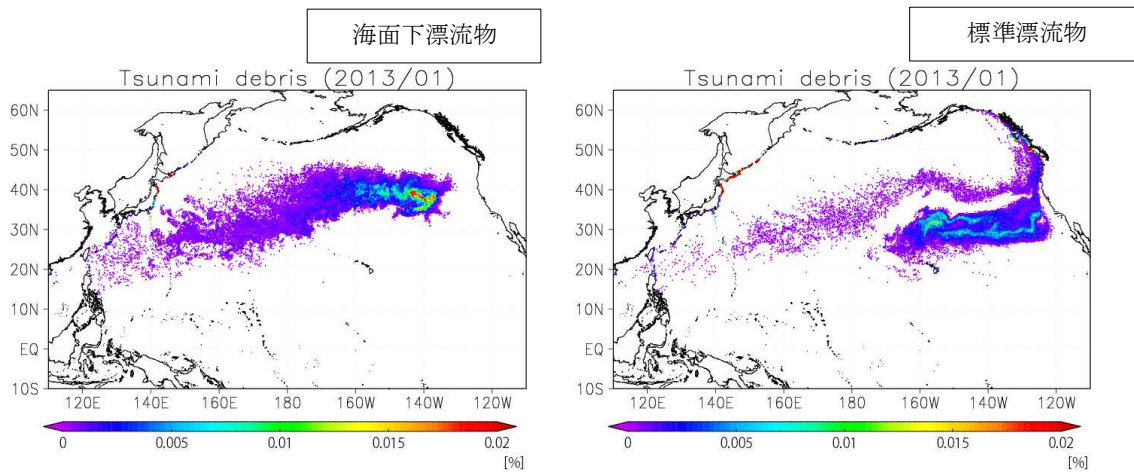 海面下漂流物
標準漂流物
Tsunami debris (2013/01)
Tsunami debris (2013/01)
60N
50N
40N
30N
20N
10N
EQ
10S
120E 140E 160E 180 160W 140W 120W
0 0.005 0.01 0.015 0.02
[%]
60N
50N
40N
30N
20N
10N
EQ
10S
120E 140E 160E 180 160W 140W 120W
0 0.005 0.01 0.015 0.02
[%]